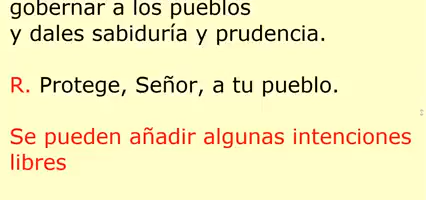 gobernar a los pueblos
y dales sabiduría y prudencia.
R. Protege, Señor, a tu pueblo.
Se pueden añadir algunas intenciones
libres